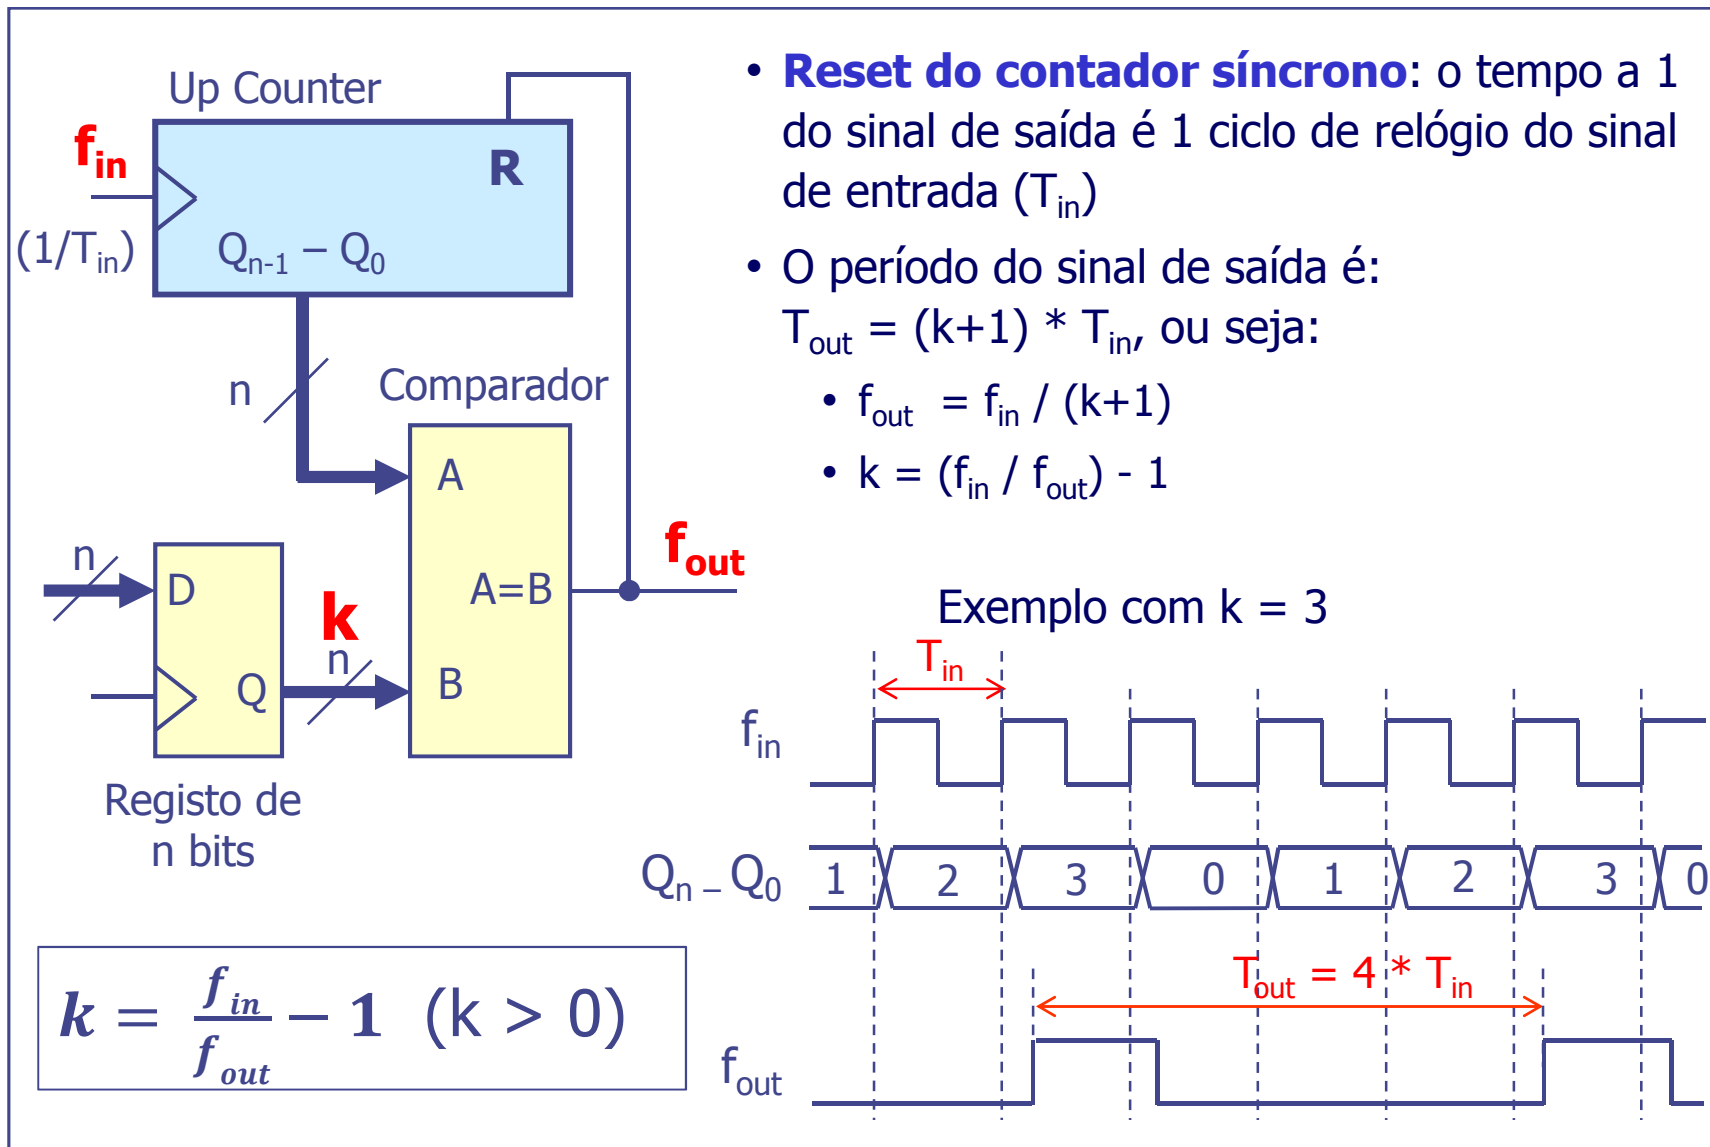 Up Counter
f_in
R
(1/T_in)
Q_n-1 – Q_0
n
Comparador
A
n
D
k
n
A=B
f_out
Q
B
Registo de
n bits
k = f_in / f_out − 1 (k > 0)
• Reset do contador síncrono: o tempo a 1
do sinal de saída é 1 ciclo de relógio do sinal
de entrada (T_in)
• O período do sinal de saída é:
T_out = (k+1) * T_in, ou seja:
• f_out = f_in / (k+1)
• k = (f_in / f_out) - 1
Exemplo com k = 3
T_in
f_in
Q_n – Q_0 1 2 3 0 1 2 3 0
T_out = 4 * T_in
f_out